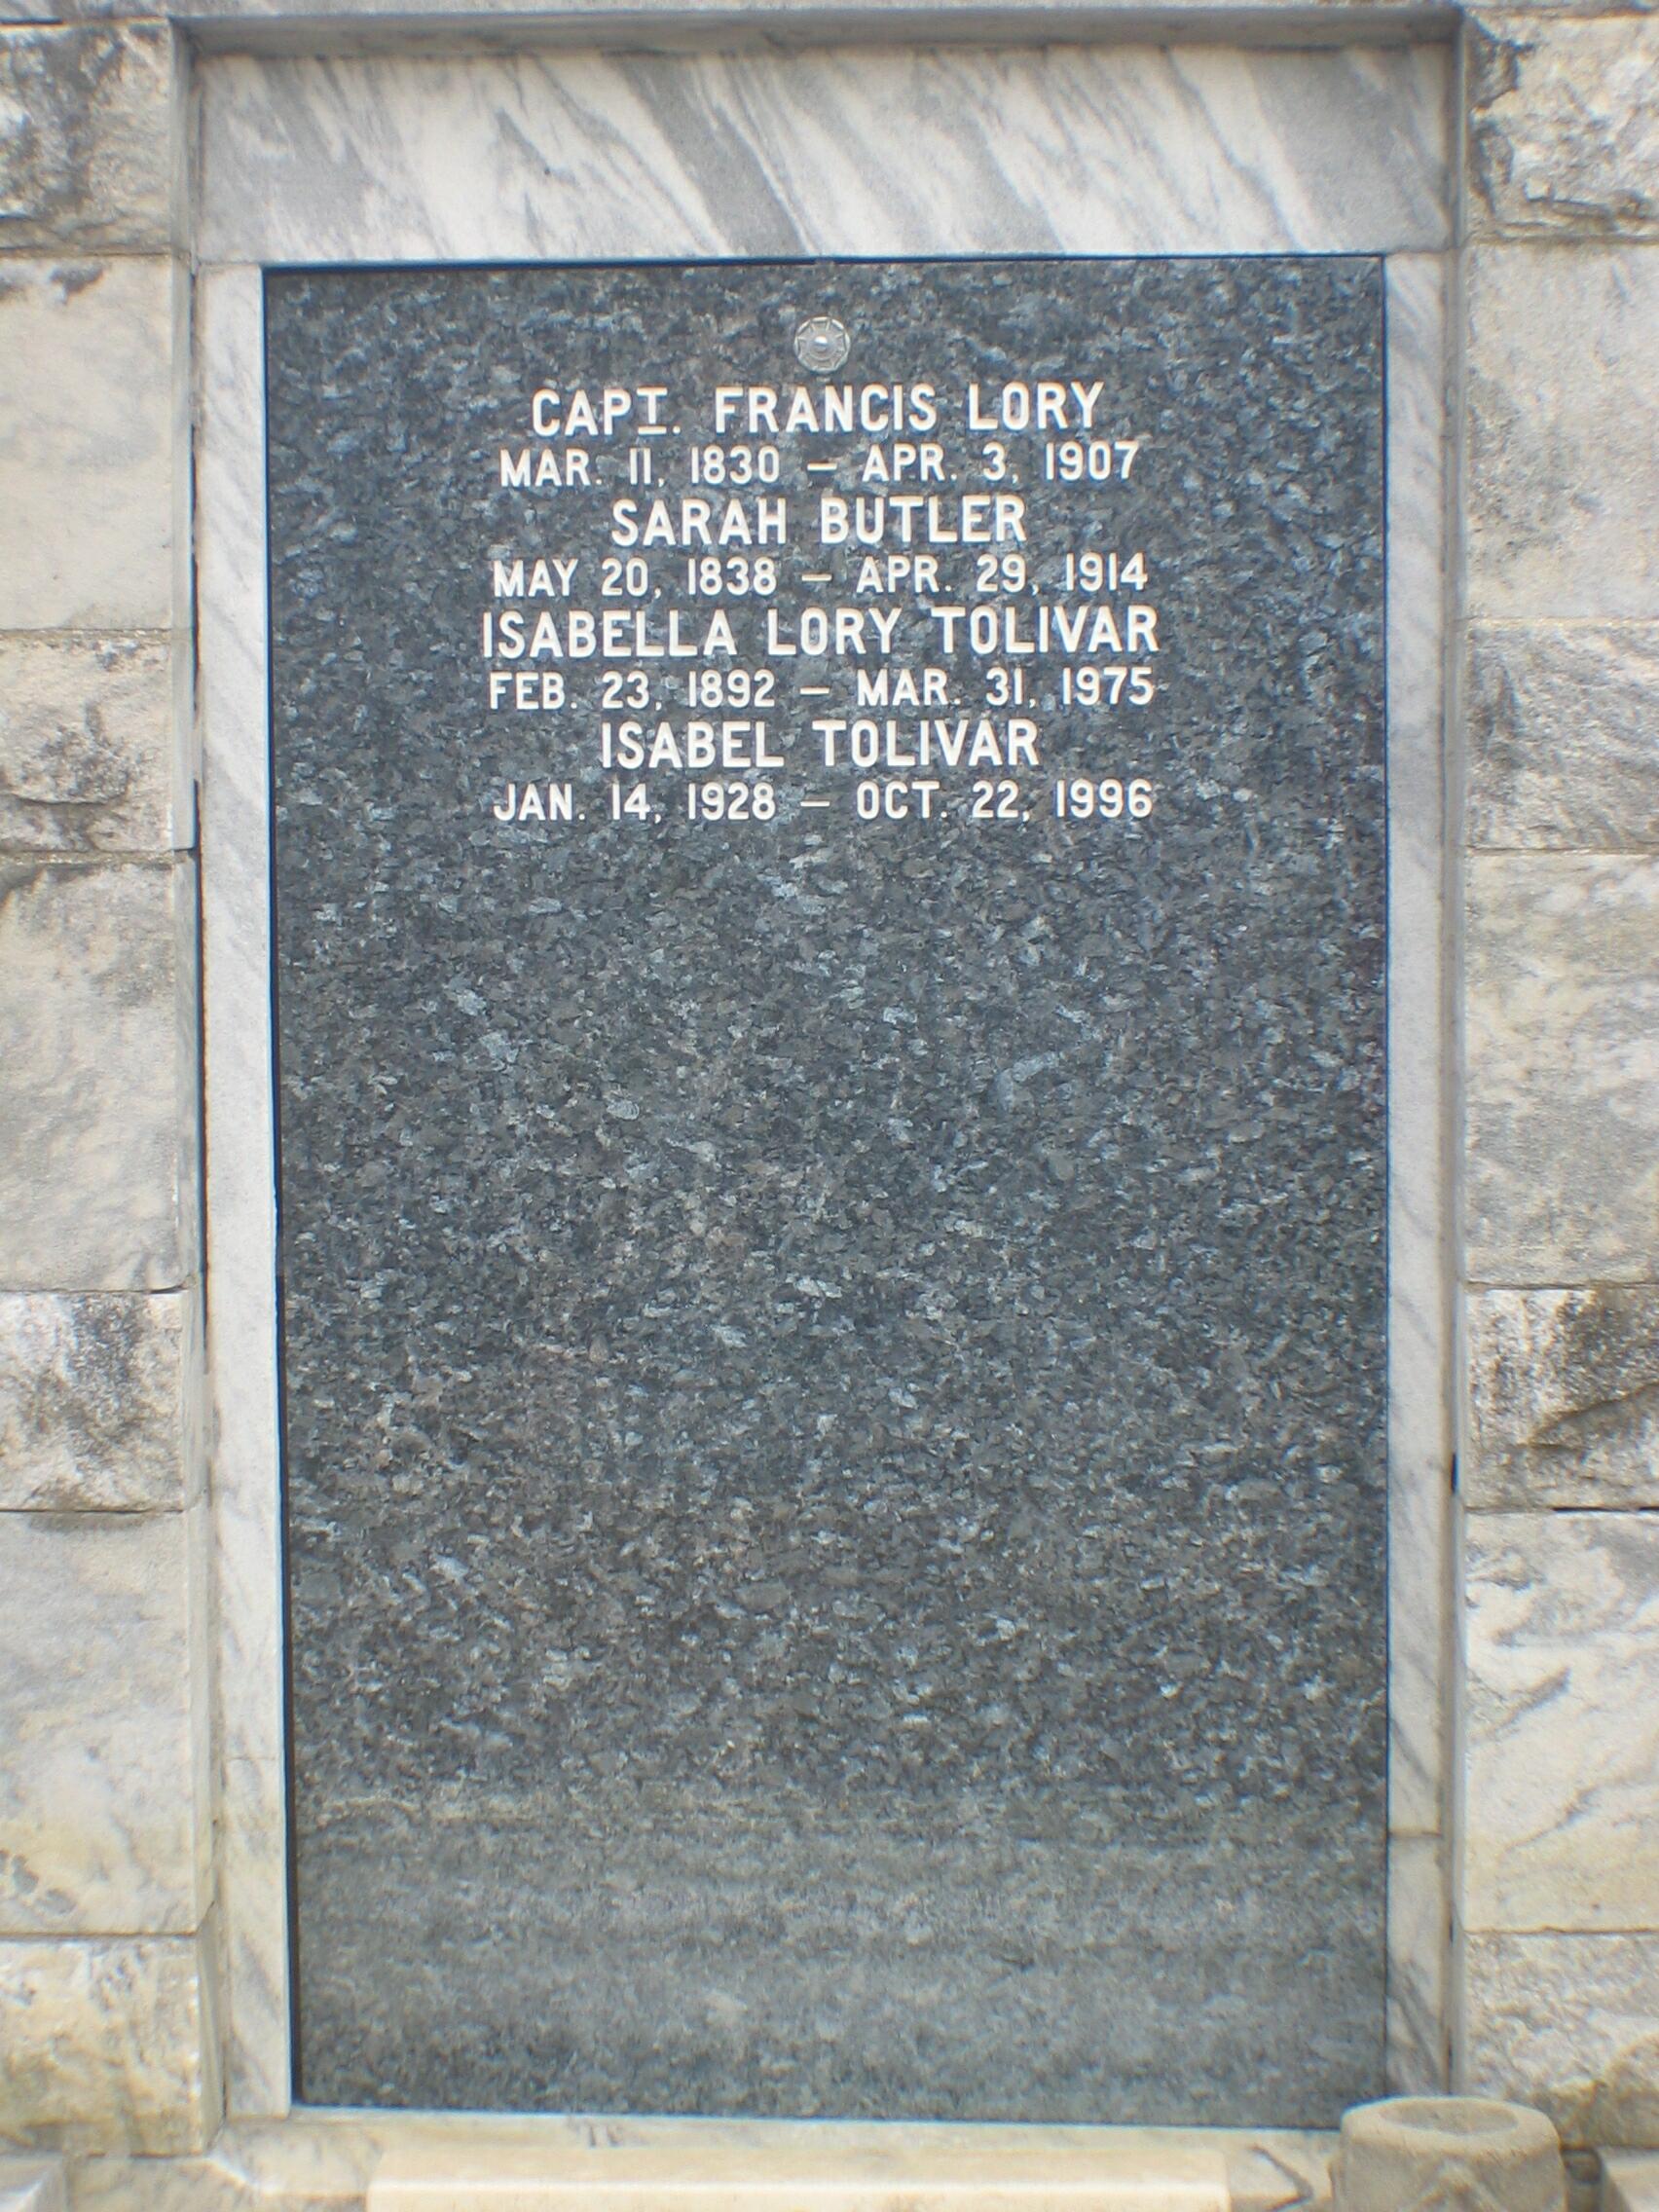 CAPT. FRANCIS LORY
MAR. 11, 1830 — APR. 3, 1907
SARAH BUTLER
MAY 20, 1838 — APR. 29, 1914
ISABELLA LORY TOLIVAR
FEB. 23, 1892 — MAR. 31, 1975
ISABEL TOLIVAR
JAN. 14, 1928 — OCT. 22, 1996